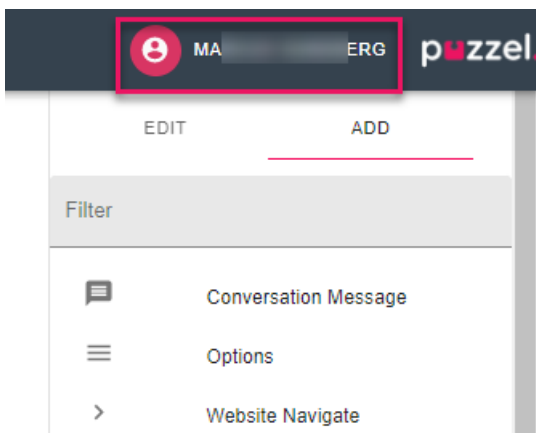 MA ERG puzzel.
EDIT ADD
Filter
Conversation Message
Options
Website Navigate